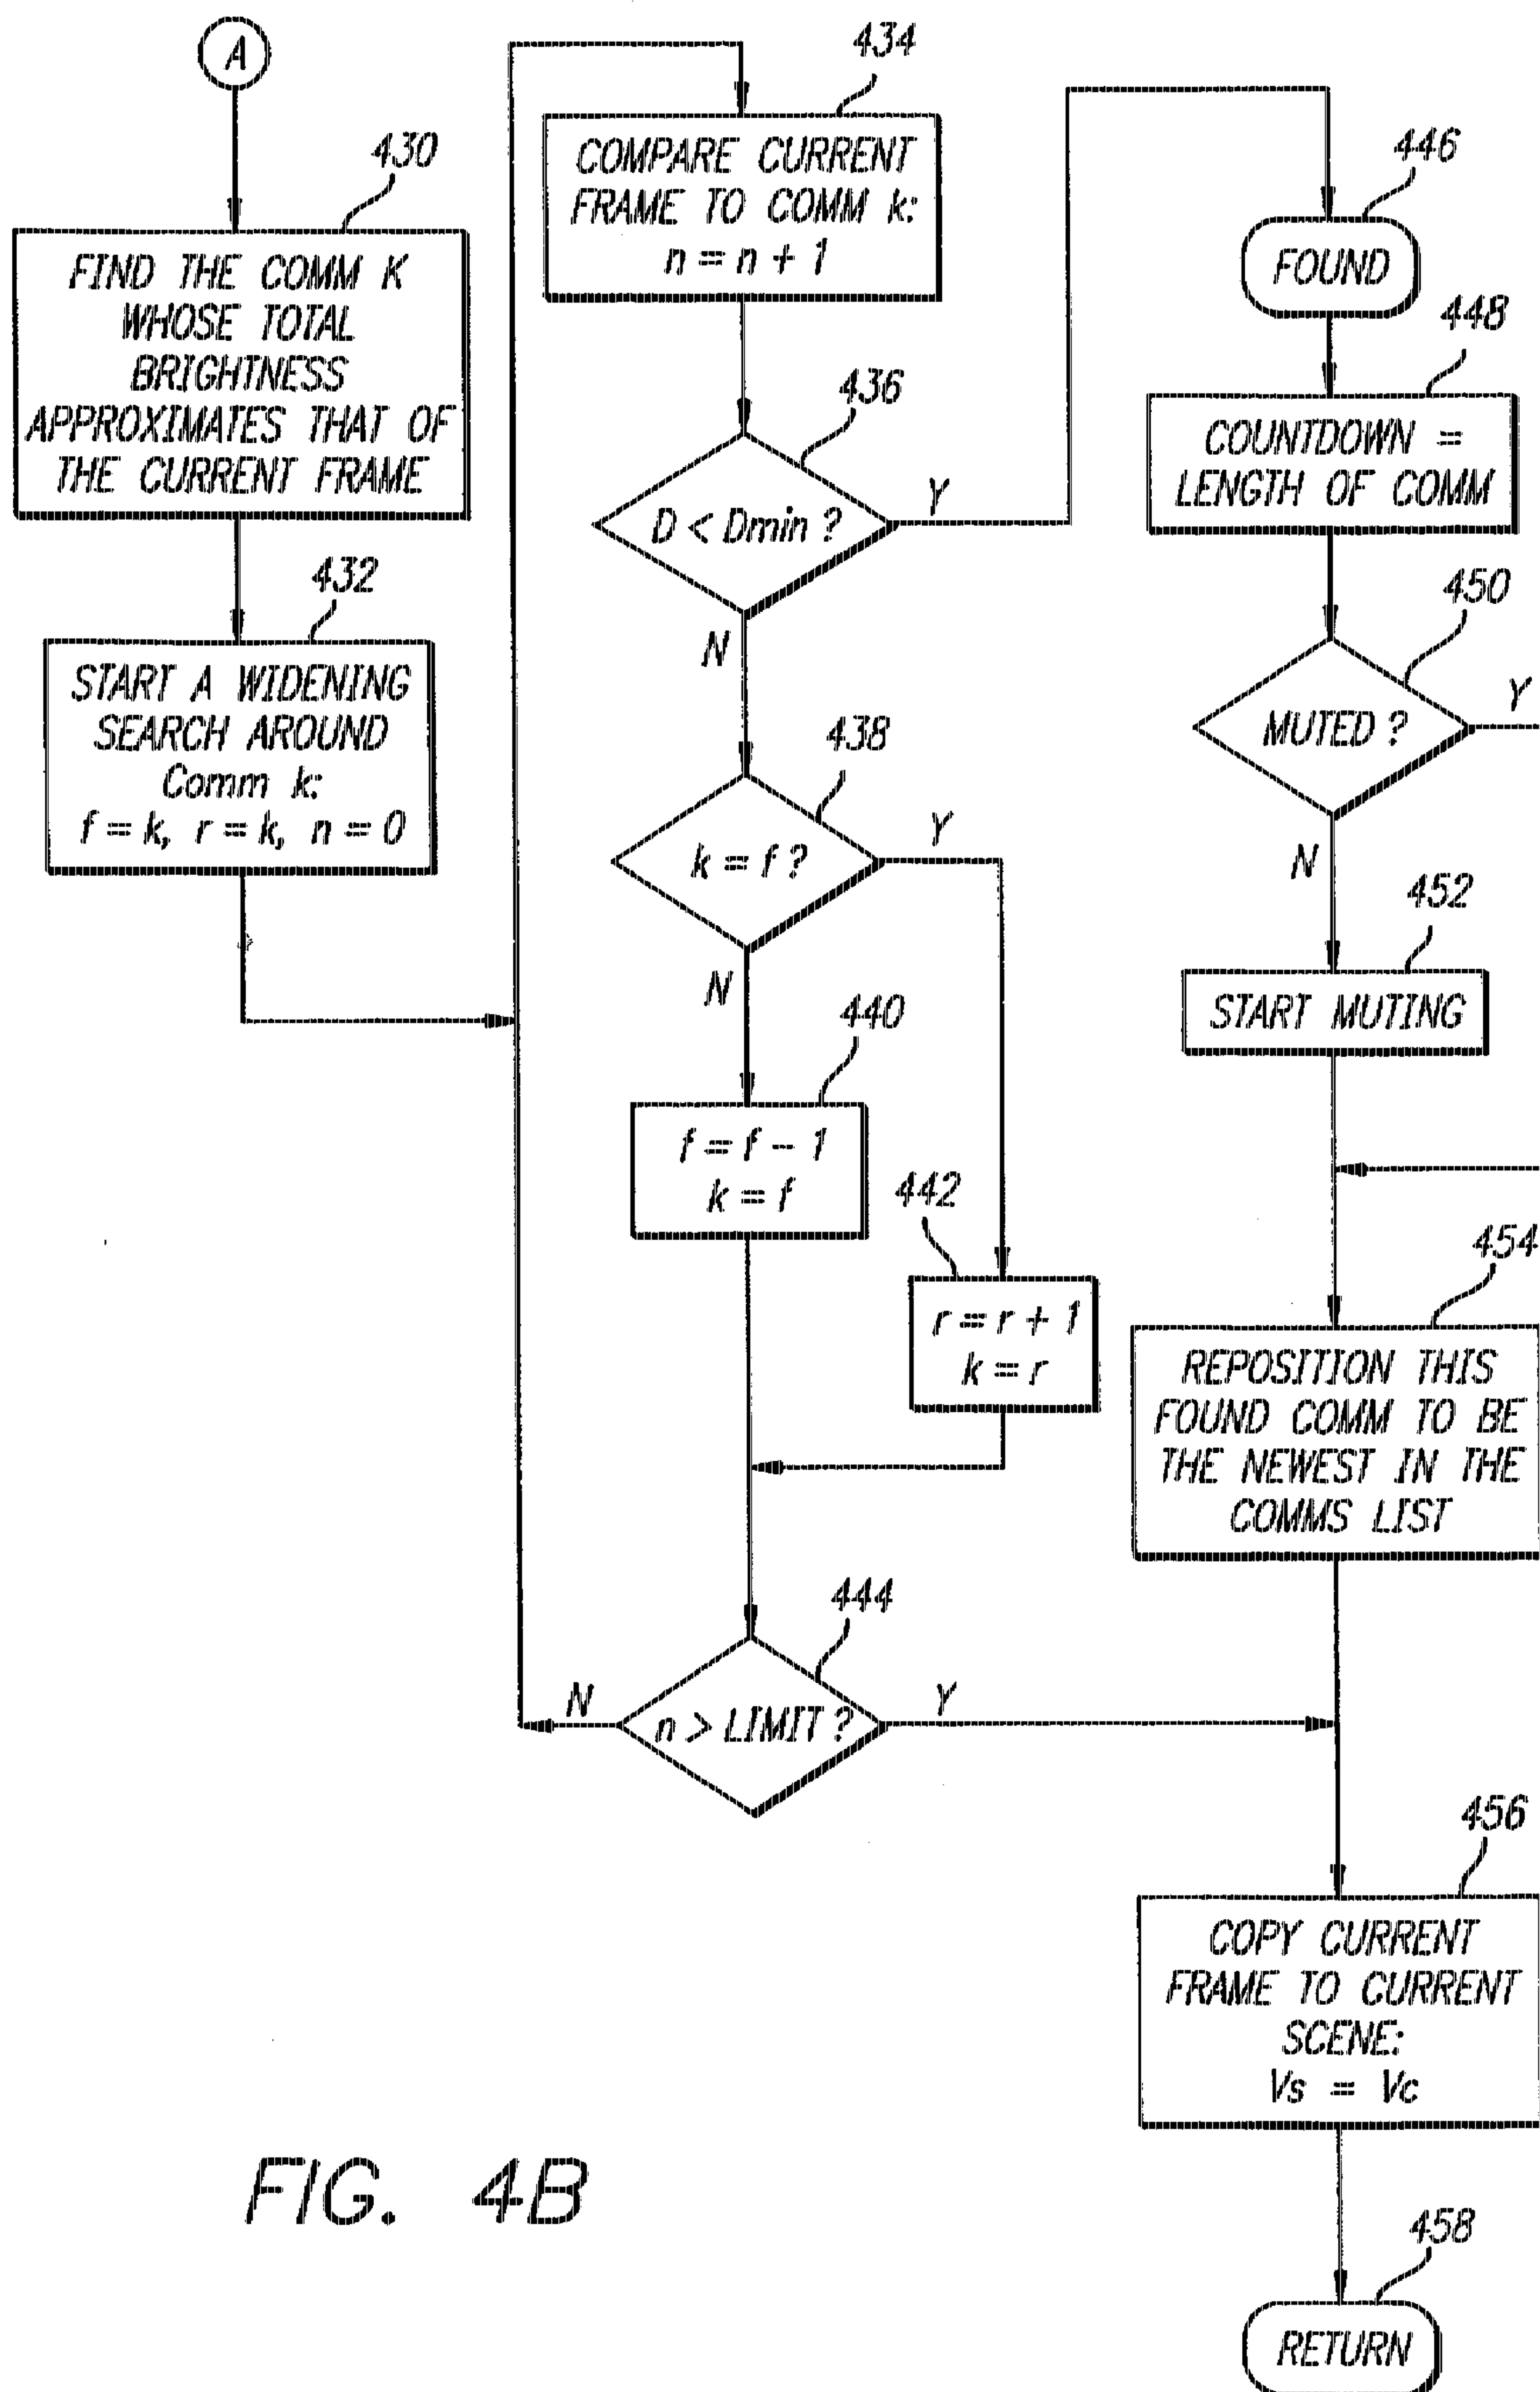 A
430
FIND THE COMM K
WHOSE TOTAL
BRIGHTNESS
APPROXIMATES THAT OF
THE CURRENT FRAME
432
START A WIDENING
SEARCH AROUND
Comm k:
f = k, r = k, n = 0
434
COMPARE CURRENT
FRAME TO COMM k:
n = n + 1
436
D < Dmin ?
Y
N
438
k = f ?
Y
N
440
f = f - 1
k = f
442
r = r + 1
k = r
444
n > LIMIT ?
N
Y
446
FOUND
448
COUNTDOWN =
LENGTH OF COMM
450
MUTED ?
Y
N
452
START MUTING
454
REPOSITION THIS
FOUND COMM TO BE
THE NEWEST IN THE
COMMS LIST
456
COPY CURRENT
FRAME TO CURRENT
SCENE:
Vs = Vc
458
RETURN
FIG. 4B